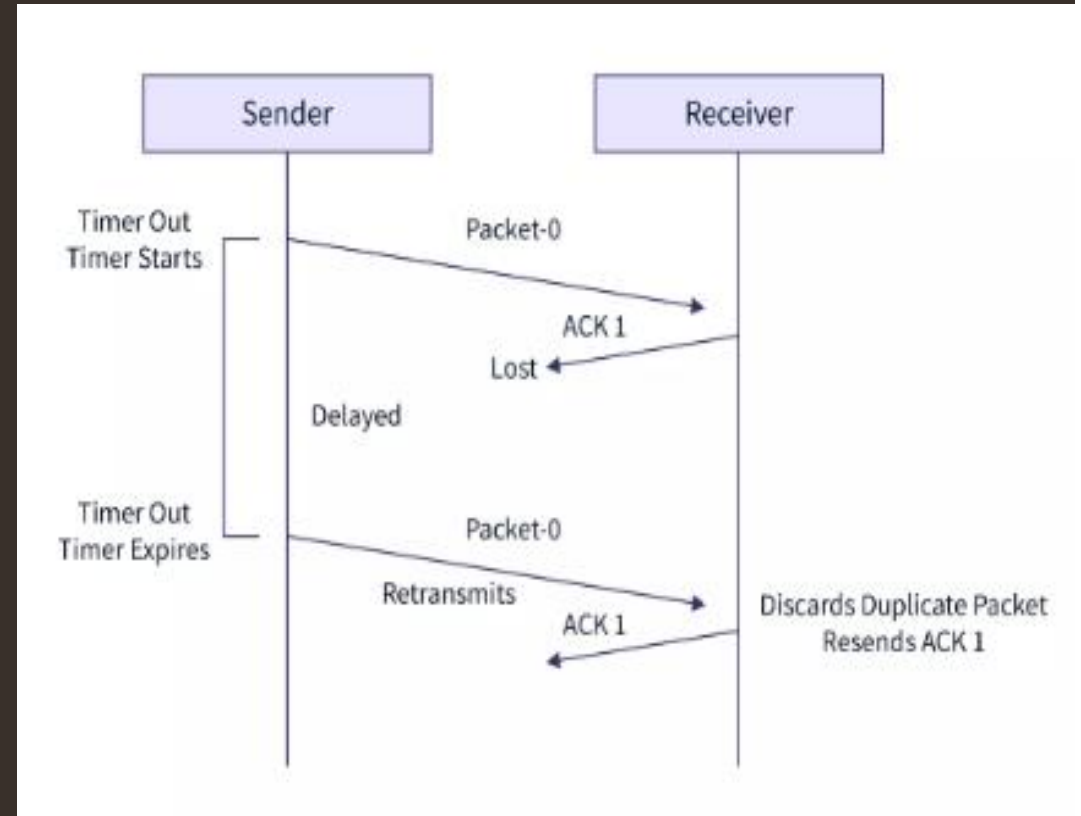 Sender
Receiver
Timer Out
Timer Starts
Packet-0
ACK 1
Lost
Delayed
Timer Out
Timer Expires
Packet-0
Retransmits
ACK 1
Discards Duplicate Packet
Resends ACK 1